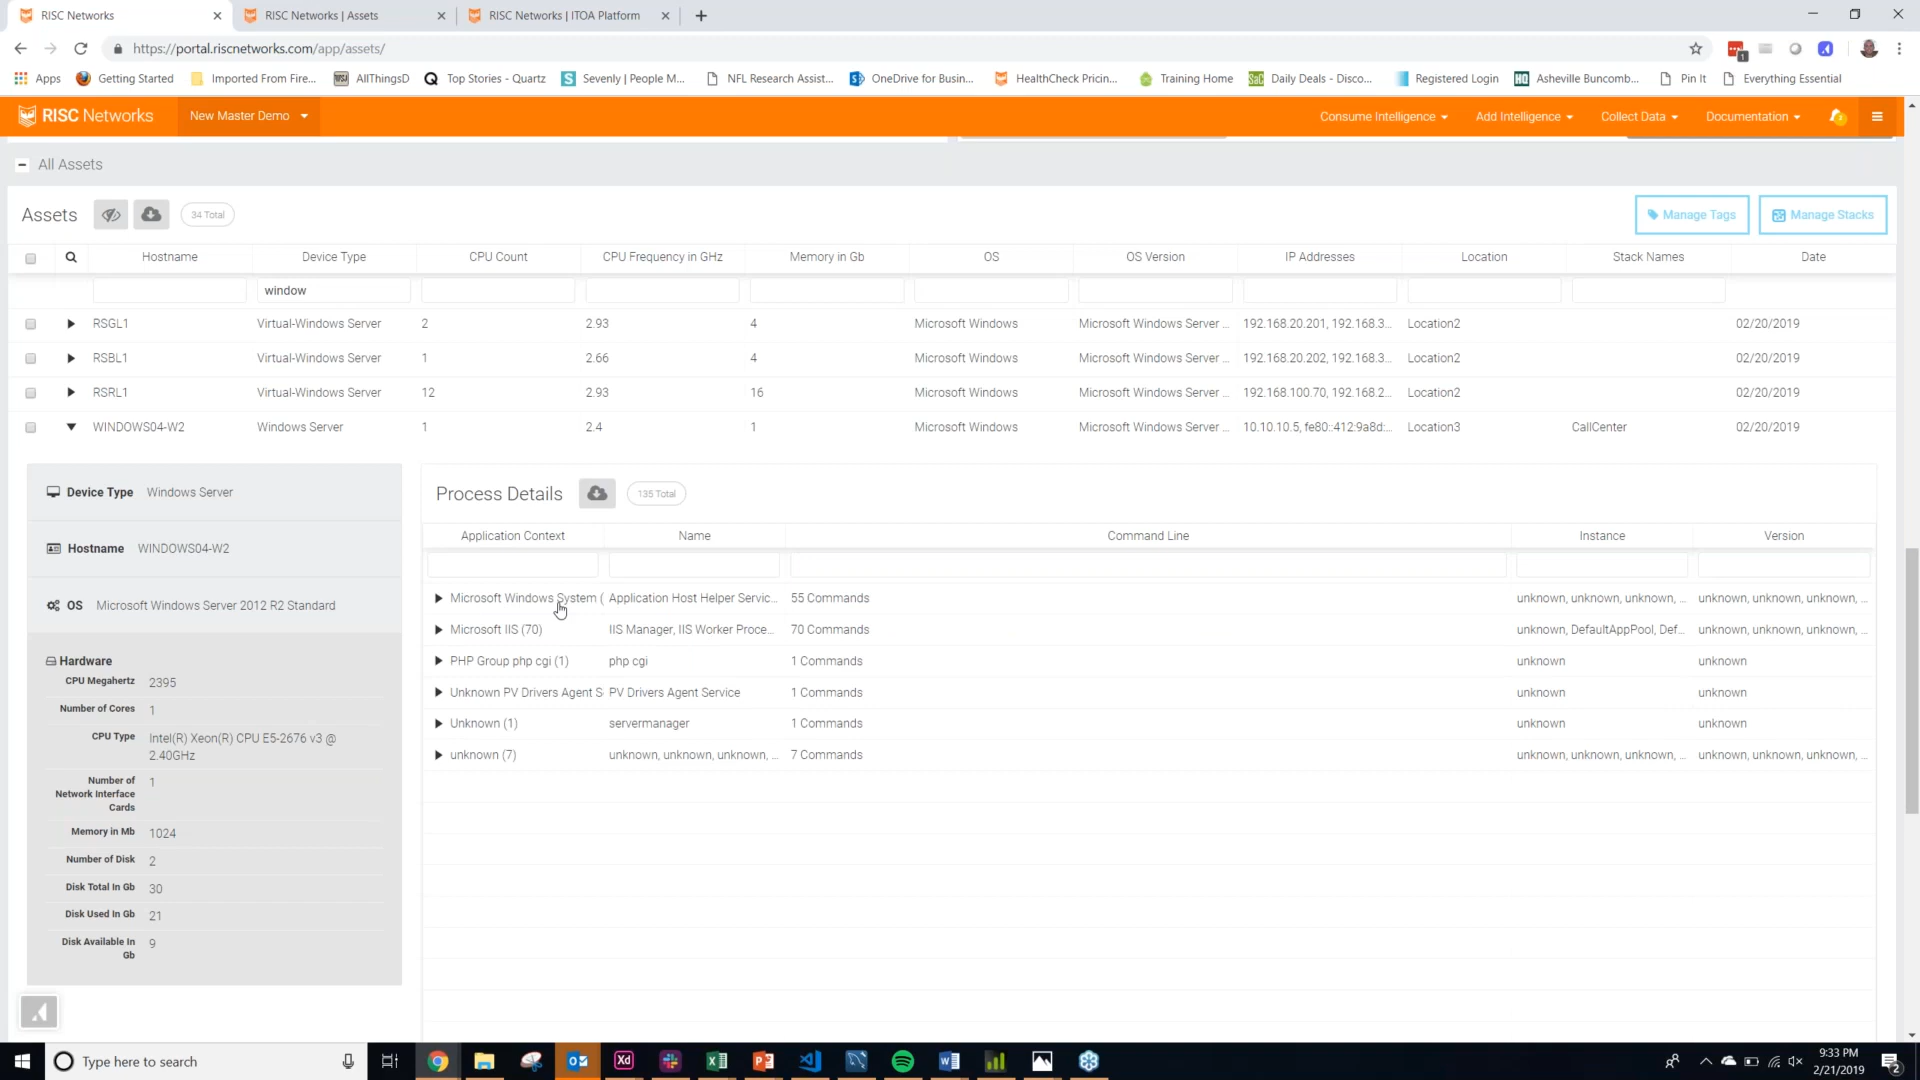 RISC Networks
RISC Networks | Assets
RISC Networks | ITOA Platform
https://portal.riscnetworks.com/app/assets/
1
Apps
Getting Started
Imported From Fire...
AllThingsD
Top Stories - Quartz
Sevenly | People M...
NFL Research Assist...
OneDrive for Busin...
HealthCheck Pricin...
Training Home
Daily Deals - Disco...
Registered Login
Asheville Buncomb...
Pin It
Everything Essential
RISC Networks
New Master Demo
Consume Intelligence
Add Intelligence
Collect Data
Documentation
All Assets
Assets
34 Total
Manage Tags
Manage Stacks
Hostname Device Type CPU Count CPU Frequency in GHz Memory in Gb OS OS Version IP Addresses Location Stack Names Date
window
RSGL1 Virtual-Windows Server 2 2.93 4 Microsoft Windows Microsoft Windows Server ... 192.168.20.201, 192.168.3... Location2 02/20/2019
RSBL1 Virtual-Windows Server 1 2.66 4 Microsoft Windows Microsoft Windows Server ... 192.168.20.202, 192.168.3... Location2 02/20/2019
RSRL1 Virtual-Windows Server 12 2.93 16 Microsoft Windows Microsoft Windows Server ... 192.168.100.70, 192.168.2... Location2 02/20/2019
WINDOWS04-W2 Windows Server 1 2.4 1 Microsoft Windows Microsoft Windows Server ... 10.10.10.5, fe80::412:9a8d:... Location3 CallCenter 02/20/2019
Device Type Windows Server
Hostname WINDOWS04-W2
OS Microsoft Windows Server 2012 R2 Standard
Hardware
CPU Megahertz 2395
Number of Cores 1
CPU Type Intel(R) Xeon(R) CPU E5-2676 v3 @
2.40GHz
Number of 1
Network Interface
Cards
Memory in Mb 1024
Number of Disk 2
Disk Total In Gb 30
Disk Used In Gb 21
Disk Available In 9
Gb
Process Details
135 Total
Application Context Name Command Line Instance Version
Microsoft Windows System ( Application Host Helper Servic... 55 Commands unknown, unknown, unknown, ... unknown, unknown, unknown, ...
Microsoft IIS (70) IIS Manager, IIS Worker Proce... 70 Commands unknown, DefaultAppPool, Def... unknown, unknown, unknown, ...
PHP Group php cgi (1) php cgi 1 Commands unknown unknown
Unknown PV Drivers Agent S PV Drivers Agent Service 1 Commands unknown unknown
Unknown (1) servermanager 1 Commands unknown unknown
unknown (7) unknown, unknown, unknown, ... 7 Commands unknown, unknown, unknown, ... unknown, unknown, unknown, ...
Type here to search
9:33 PM
2/21/2019
2